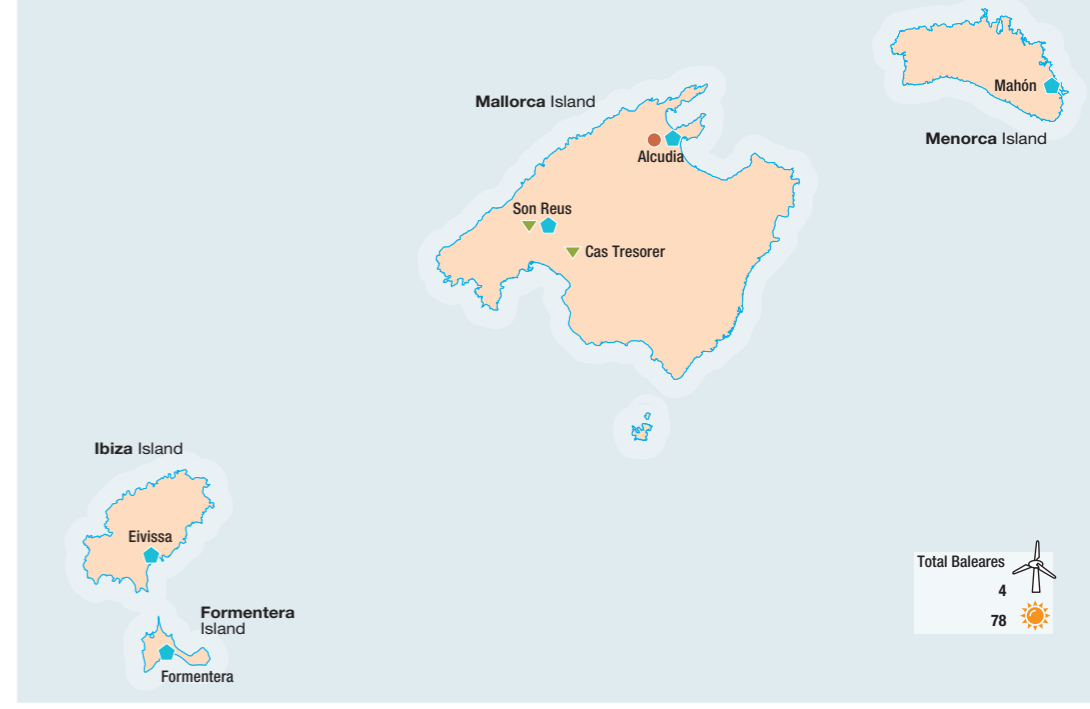 Mahón
Mallorca Island
Menorca Island
Alcudia
Son Reus
Cas Tresorer
Ibiza Island
Eivissa
Total Baleares
4
78
Formentera
Island
Formentera